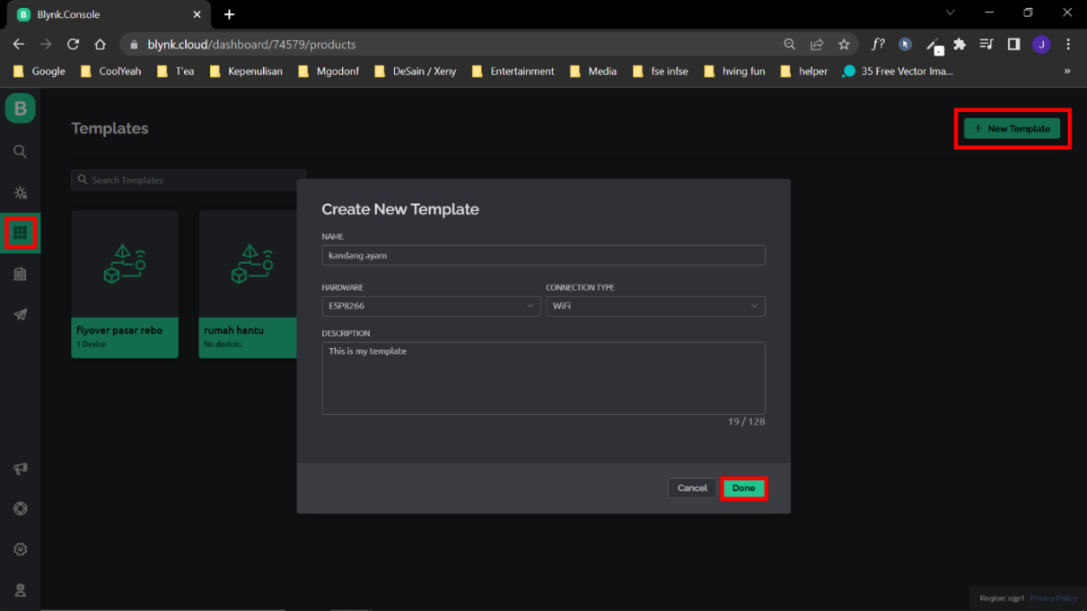 B Blynk.Console
blynk.cloud/dashboard/74579/products
f?
J
Google CoolYeah T'ea Kepenulisan Mgodonf DeSain / Xeny Entertainment Media fse infse hving fun helper 35 Free Vector Ima...
»
B
Templates
+ New Template
Search Templates
Create New Template
NAME
kandang ayam
HARDWARE CONNECTION TYPE
ESP8266 WiFi
DESCRIPTION
This is my template
19 / 128
flyover pasar rebo
1 Device
rumah hantu
No devices
Cancel Done
Region: sgp1 Privacy Policy